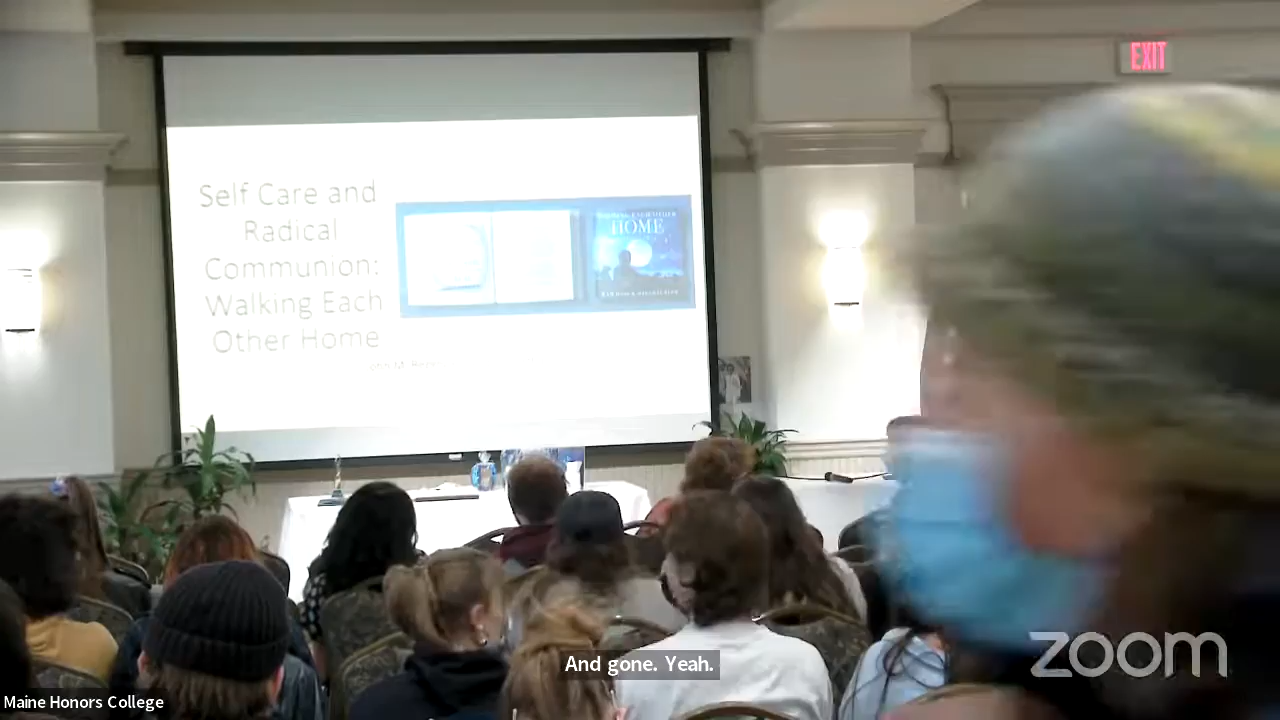 EXIT
Self Care and
Radical
Communion:
Walking Each
Other Home
HOME
And gone. Yeah.
zoom
Maine Honors College